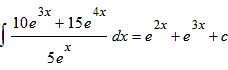 ∫ (10e^{3x} + 15e^{4x}) / (5e^{x}) dx = e^{2x} + e^{3x} + c